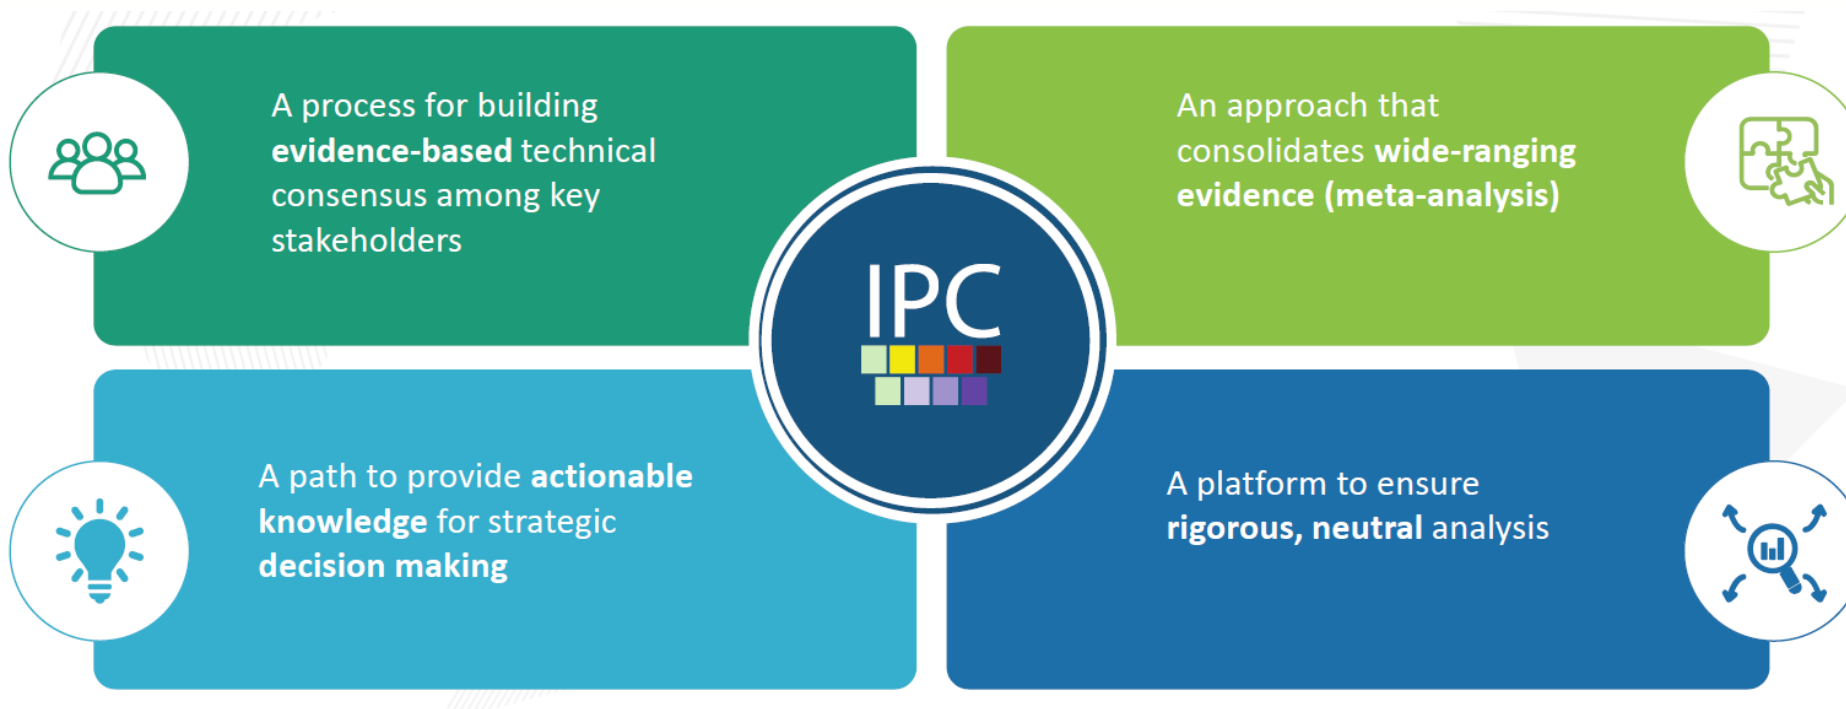 A process for building
evidence-based technical
consensus among key
stakeholders
An approach that
consolidates wide-ranging
evidence (meta-analysis)
IPC
A path to provide actionable
knowledge for strategic
decision making
A platform to ensure
rigorous, neutral analysis